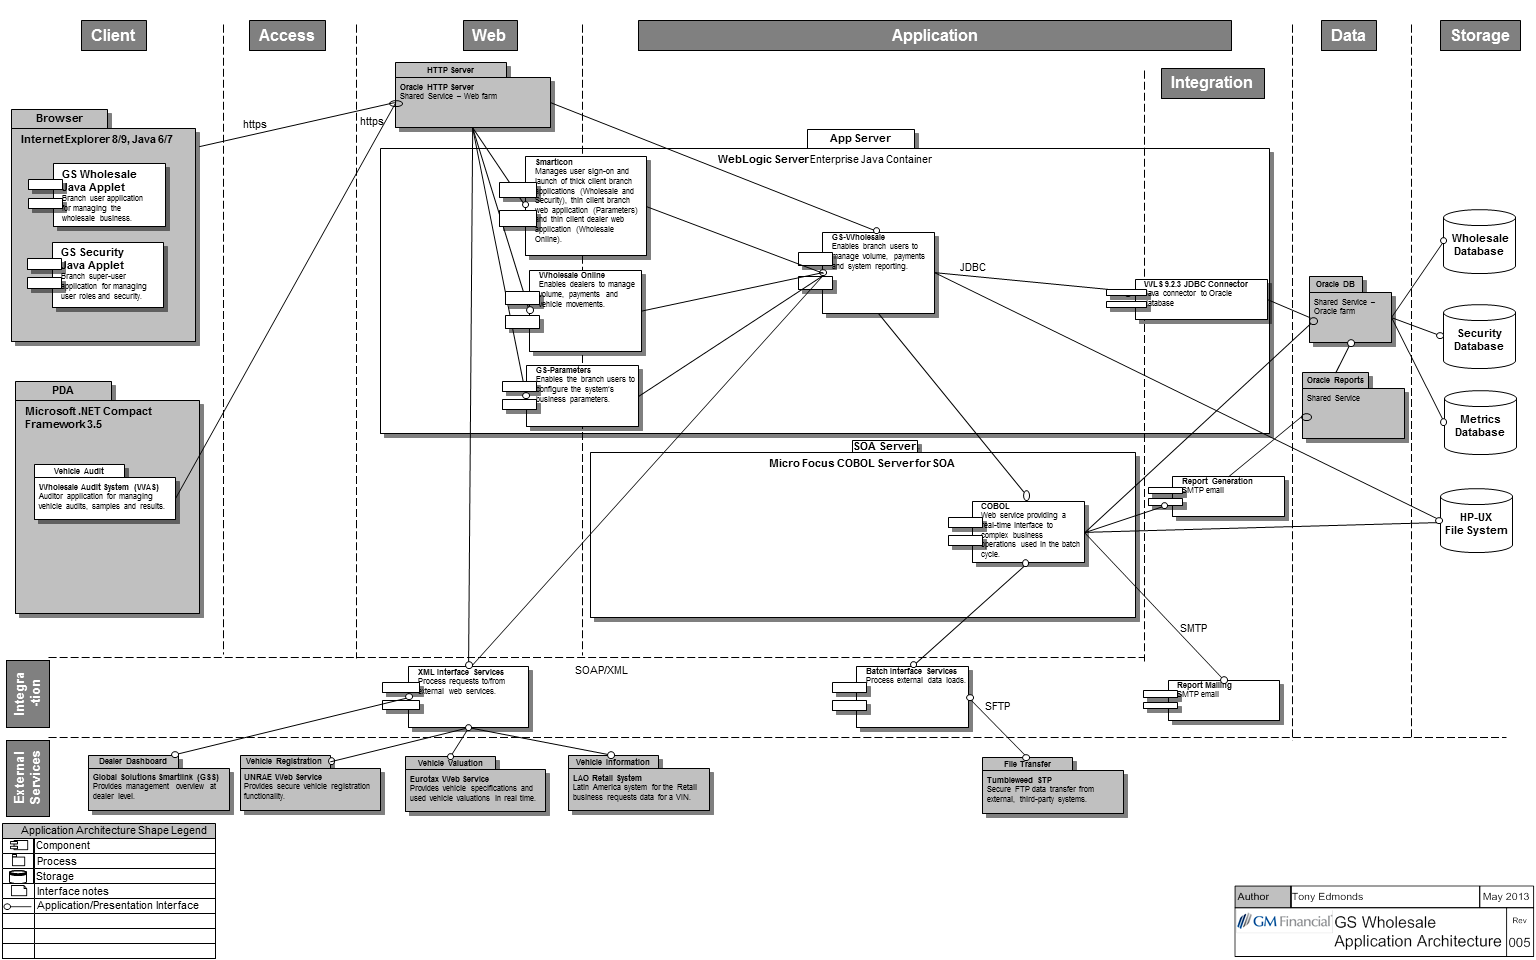 Client
Access
Web
Application
Data
Storage
Integration
HTTP Server
Oracle HTTP Server
Shared Service – Web farm
https
https
Browser
Internet Explorer 8/9, Java 6/7
GS Wholesale
Java Applet
Branch user application
for managing the
wholesale business.
GS Security
Java Applet
Branch super-user
application for managing
user roles and security.
PDA
Microsoft .NET Compact
Framework 3.5
Vehicle Audit
Wholesale Audit System (WAS)
Auditor application for managing
vehicle audits, samples and results.
App Server
WebLogic Server Enterprise Java Container
Smarticon
Manages user sign-on and
launch of thick client branch
applications (Wholesale and
Security), thin client branch
web application (Parameters)
and thin client dealer web
application (Wholesale
Online).
Wholesale Online
Enables dealers to manage
volume, payments and
vehicle movements.
GS-Parameters
Enables the branch users to
configure the system's
business parameters.
GS-Wholesale
Enables branch users to
manage volume, payments
and system reporting.
JDBC
WLS 9.2.3 JDBC Connector
Java connector to Oracle
database
Oracle DB
Shared Service –
Oracle farm
Oracle Reports
Shared Service
Wholesale
Database
Security
Database
Metrics
Database
HP-UX
File System
SOA Server
Micro Focus COBOL Server for SOA
COBOL
Web service providing a
real-time interface to
complex business
operations used in the batch
cycle.
Report Generation
SMTP email
SMTP
Integra
-tion
XML Interface Services
Process requests to/from
external web services.
SOAP/XML
Batch Interface Services
Process external data loads.
SFTP
Report Mailing
SMTP email
External
Services
Dealer Dashboard
Global Solutions Smartlink (GSS)
Provides management overview at
dealer level.
Vehicle Registration
UNRAE Web Service
Provides secure vehicle registration
functionality.
Vehicle Valuation
Eurotax Web Service
Provides vehicle specifications and
used vehicle valuations in real time.
Vehicle Information
LAO Retail System
Latin America system for the Retail
business requests data for a VIN.
File Transfer
Tumbleweed STP
Secure FTP data transfer from
external, third-party systems.
Application Architecture Shape Legend
Component
Process
Storage
Interface notes
Application/Presentation Interface
Author
Tony Edmonds
May 2013
GM Financial
GS Wholesale
Application Architecture
Rev
005